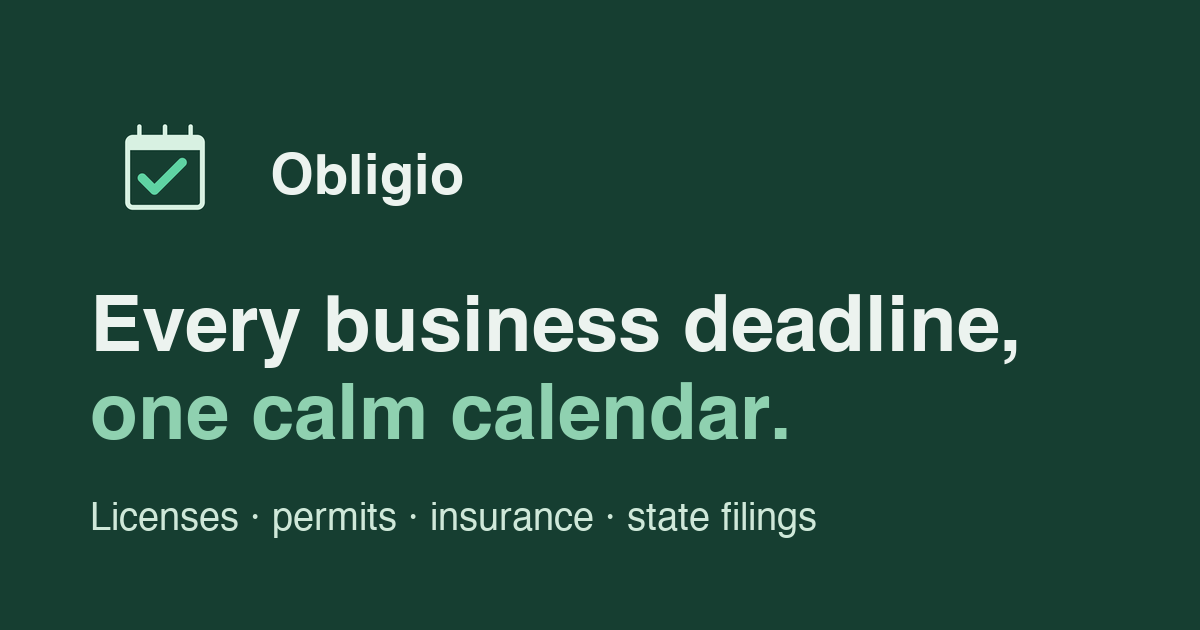 Obligio
Every business deadline,
one calm calendar.
Licenses · permits · insurance · state filings